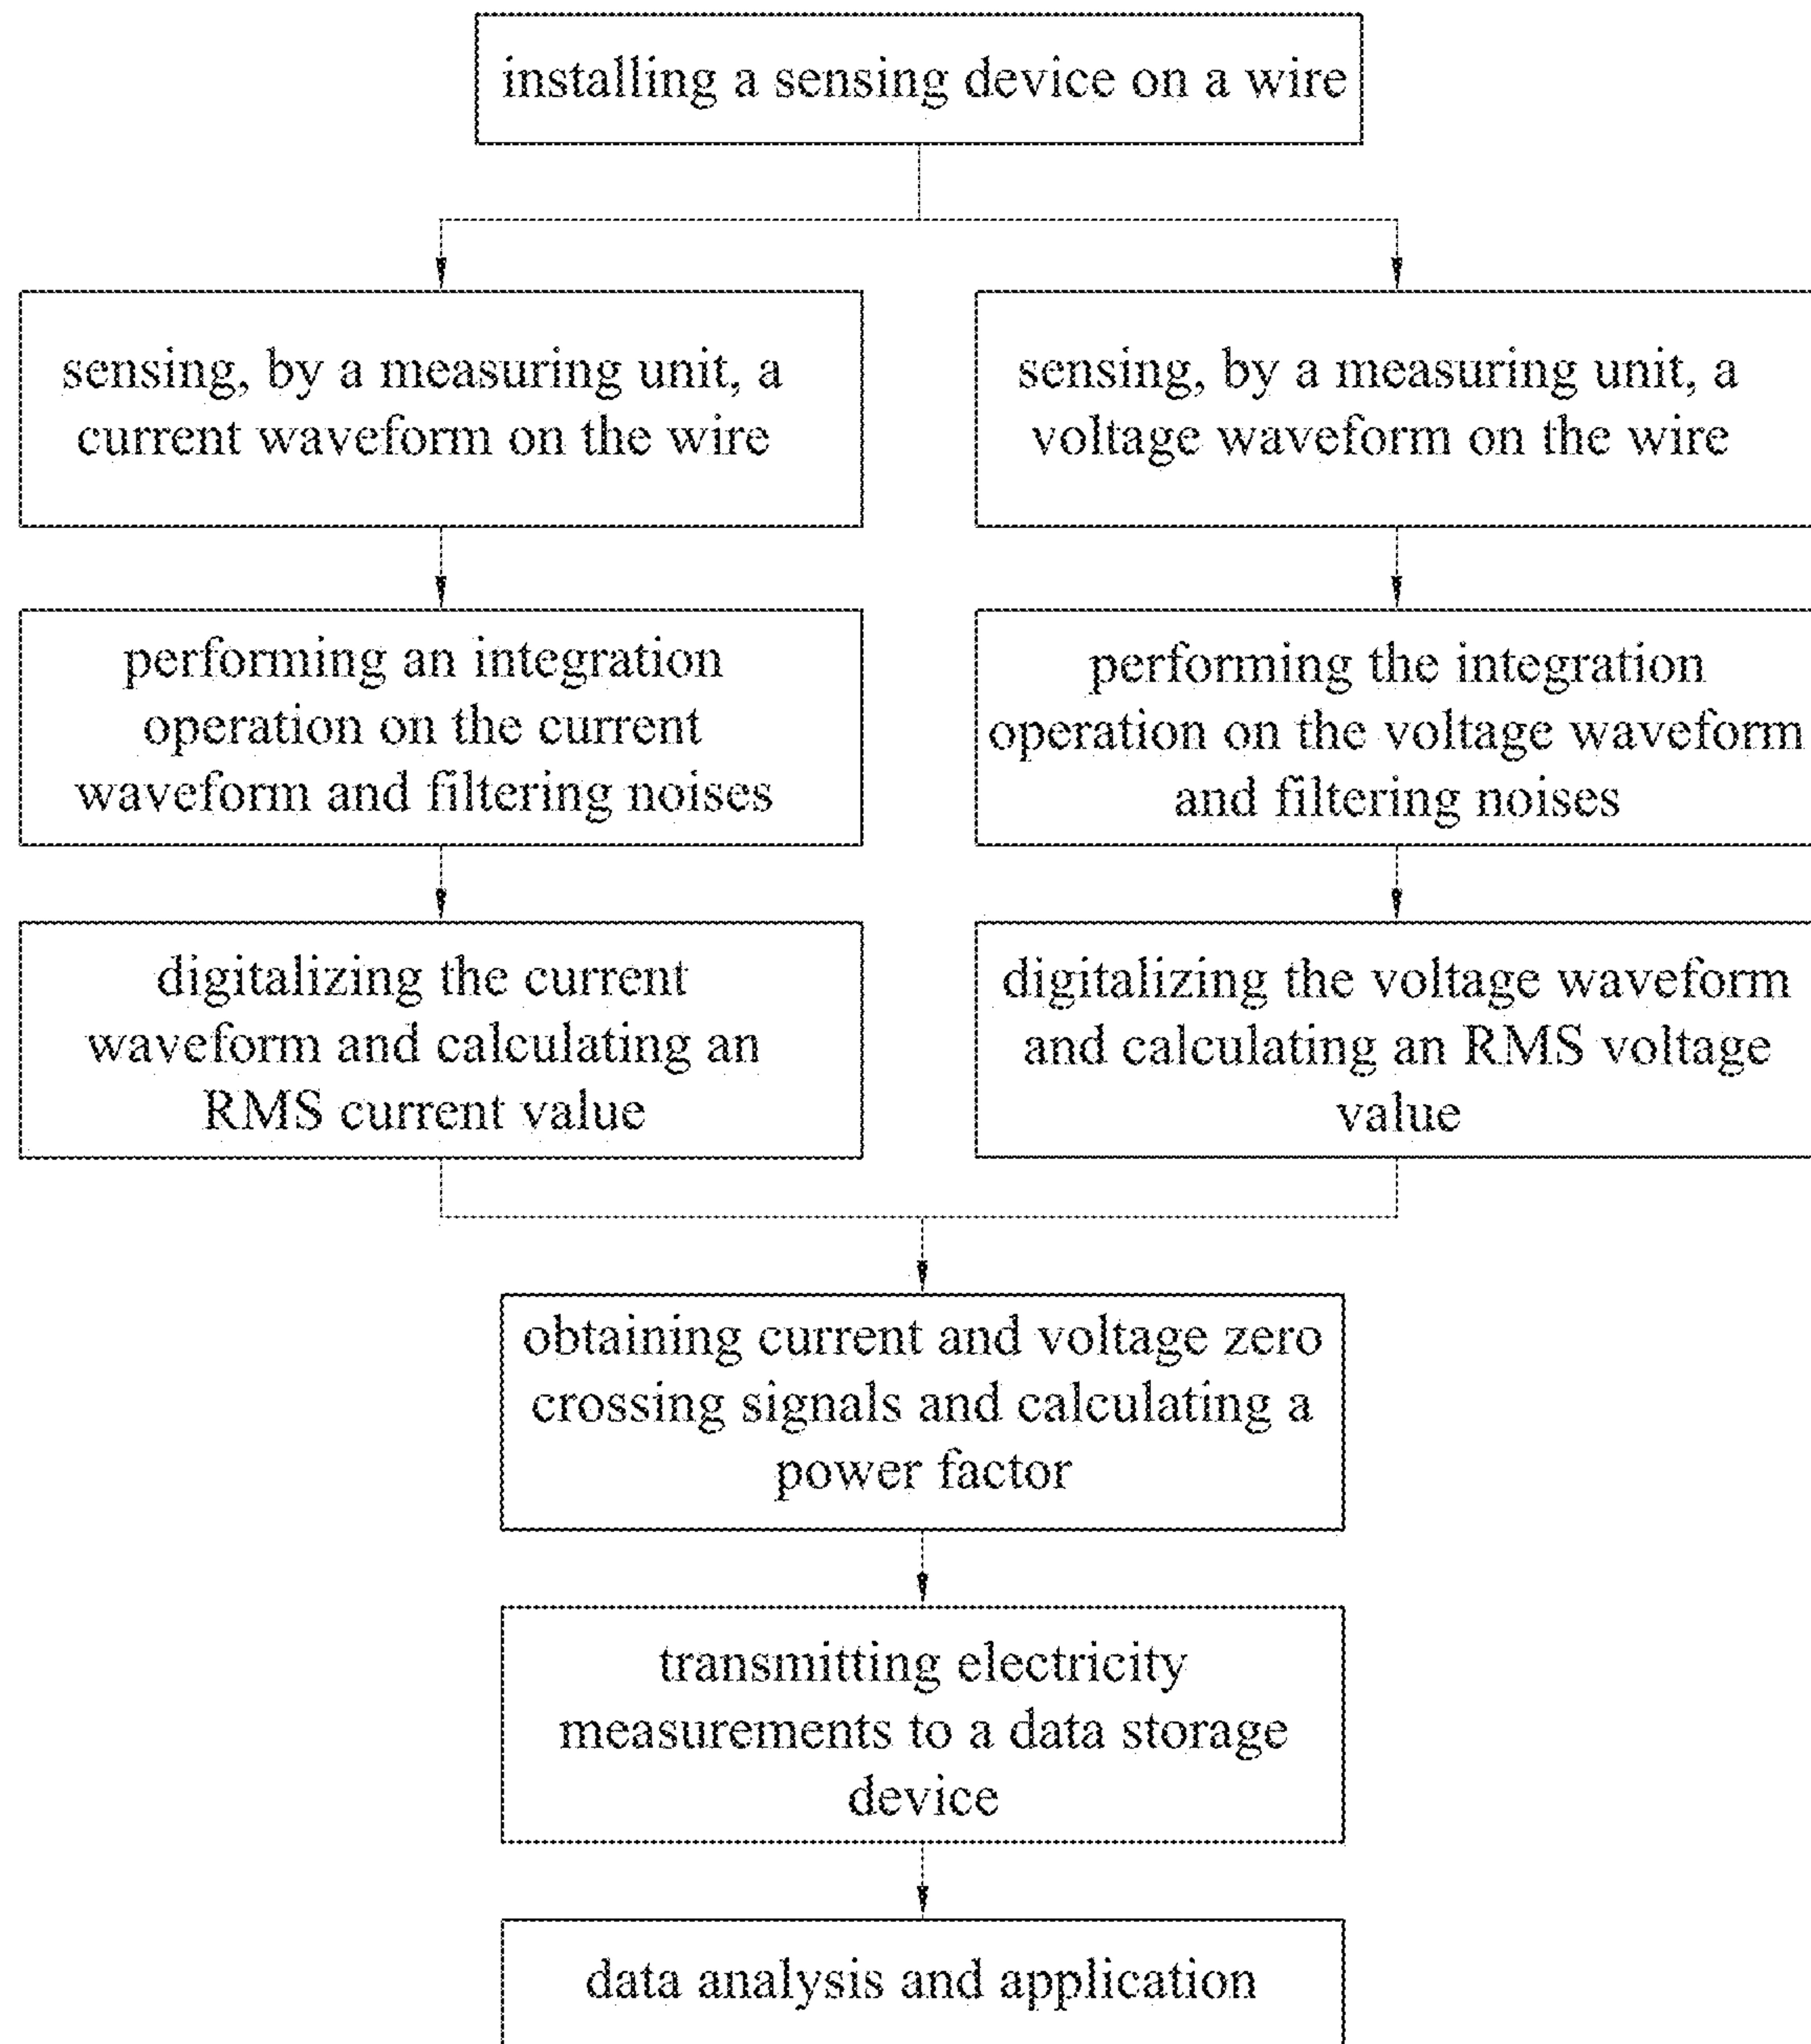 installing a sensing device on a wire
sensing, by a measuring unit, a
current waveform on the wire
sensing, by a measuring unit, a
voltage waveform on the wire
performing an integration
operation on the current
waveform and filtering noises
performing the integration
operation on the voltage waveform
and filtering noises
digitalizing the current
waveform and calculating an
RMS current value
digitalizing the voltage waveform
and calculating an RMS voltage
value
obtaining current and voltage zero
crossing signals and calculating a
power factor
transmitting electricity
measurements to a data storage
device
data analysis and application